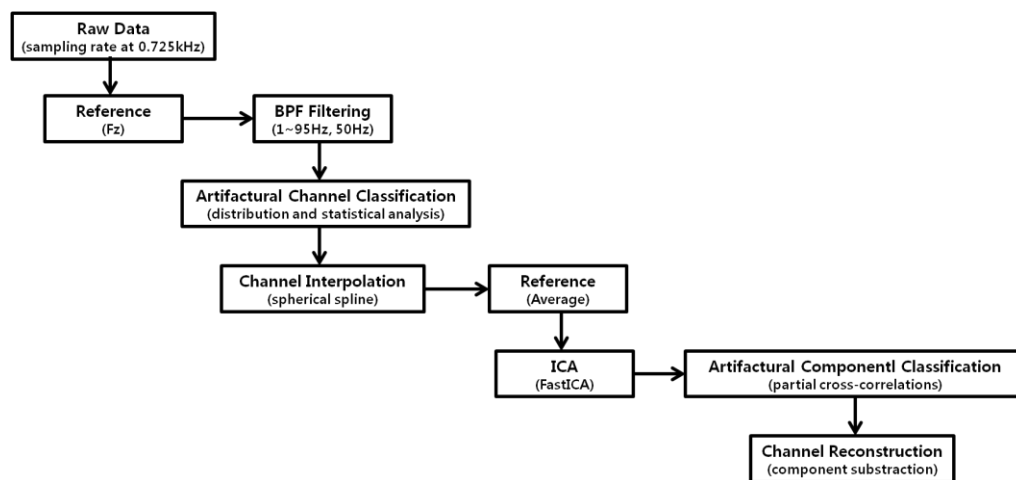 Raw Data
(sampling rate at 0.725kHz)
Reference
(Fz)
BPF Filtering
(1~95Hz, 50Hz)
Artifactural Channel Classification
(distribution and statistical analysis)
Channel Interpolation
(spherical spline)
Reference
(Average)
ICA
(FastICA)
Artifactural Componentl Classification
(partial cross-correlations)
Channel Reconstruction
(component substraction)